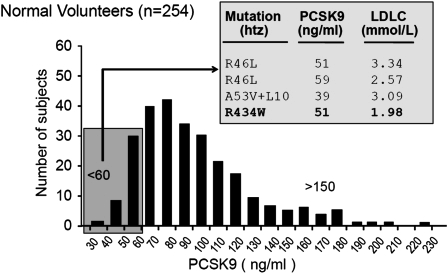 Normal Volunteers (n=254)
Mutation PCSK9 LDLC
(htz) (ng/ml) (mmol/L)
R46L 51 3.34
R46L 59 2.57
A53V+L10 39 3.09
R434W 51 1.98
Number of subjects
60
50
40
30
20
10
0
<60
>150
30 40 50 60 70 80 90 100 110 120 130 140 150 160 170 180 190 200 210 220 230
PCSK9 ( ng/ml)